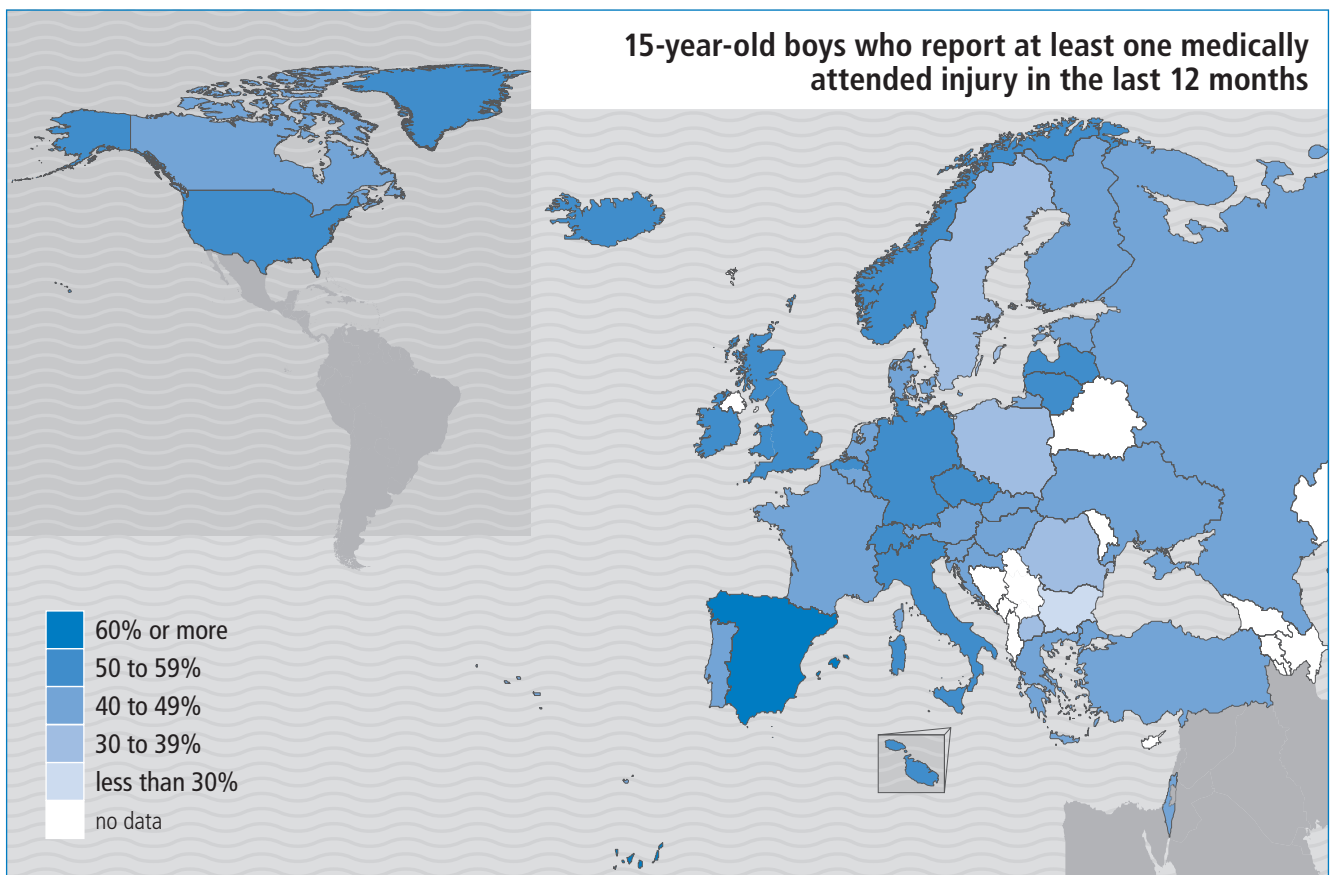 15-year-old boys who report at least one medically
attended injury in the last 12 months
60% or more
50 to 59%
40 to 49%
30 to 39%
less than 30%
no data